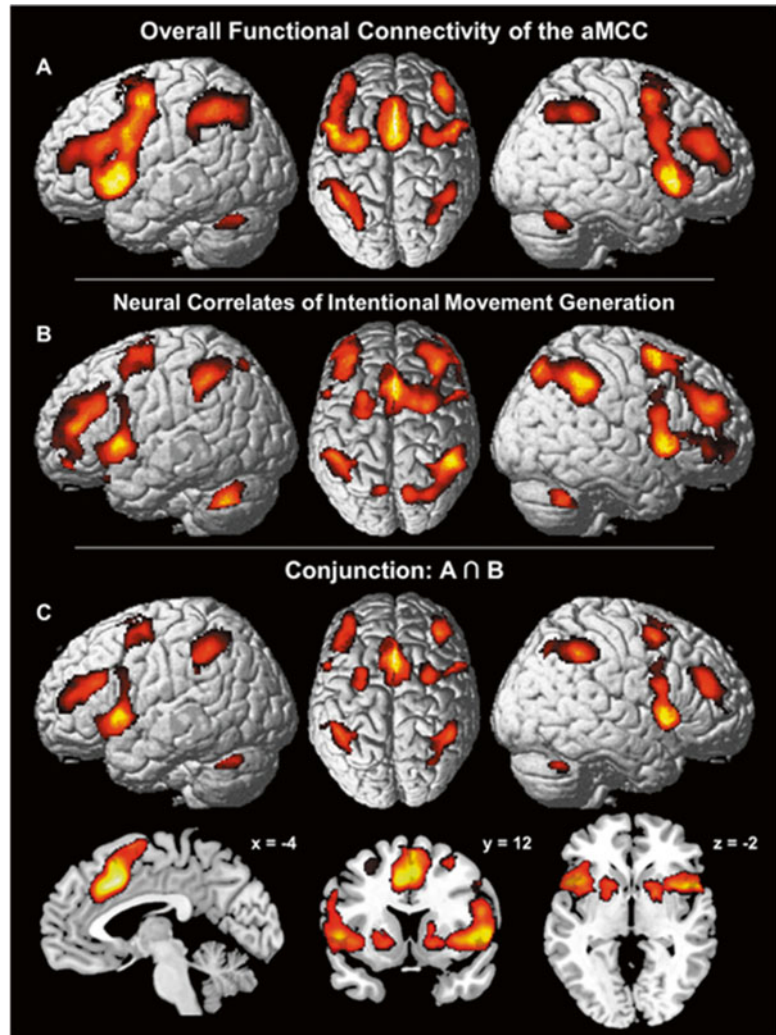 Overall Functional Connectivity of the aMCC
A
Neural Correlates of Intentional Movement Generation
B
Conjunction: A ∩ B
C
x = -4
y = 12
z = -2